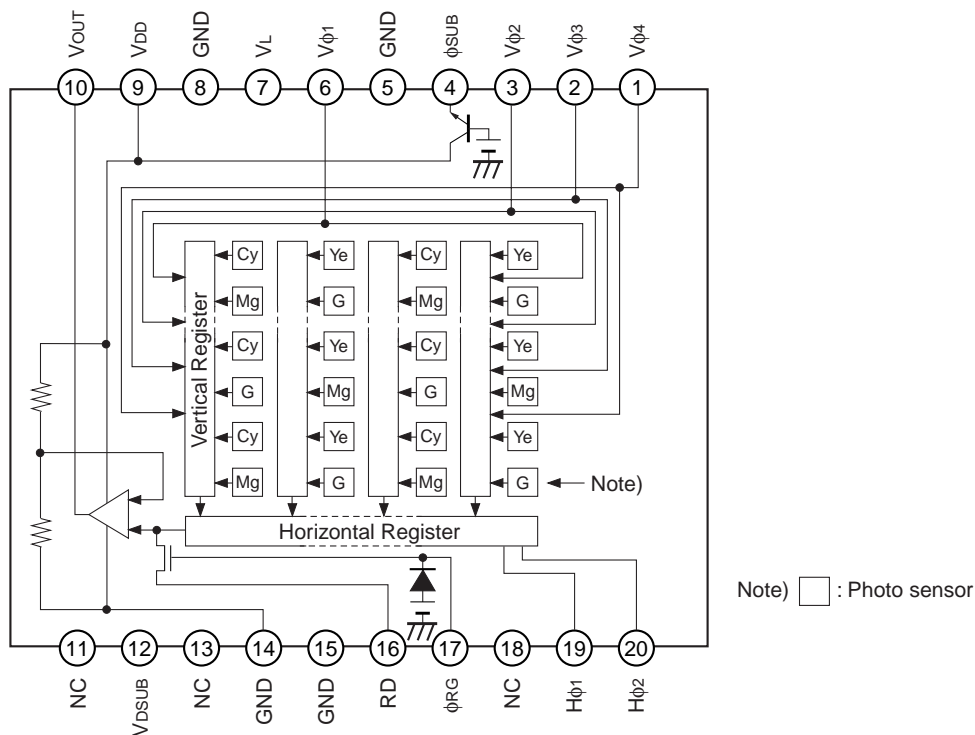 VOUT VDD GND VL Vφ1 GND φSUB Vφ2 Vφ3 Vφ4
10 9 8 7 6 5 4 3 2 1
Cy Ye Cy Ye
Mg G Mg G
Cy Ye Cy Ye
G Mg G Mg
Cy Ye Cy Ye
Mg G Mg G
Vertical Register
Note)
Horizontal Register
Note) : Photo sensor
11 12 13 14 15 16 17 18 19 20
NC VDSUB NC GND GND RD φRG NC Hφ1 Hφ2